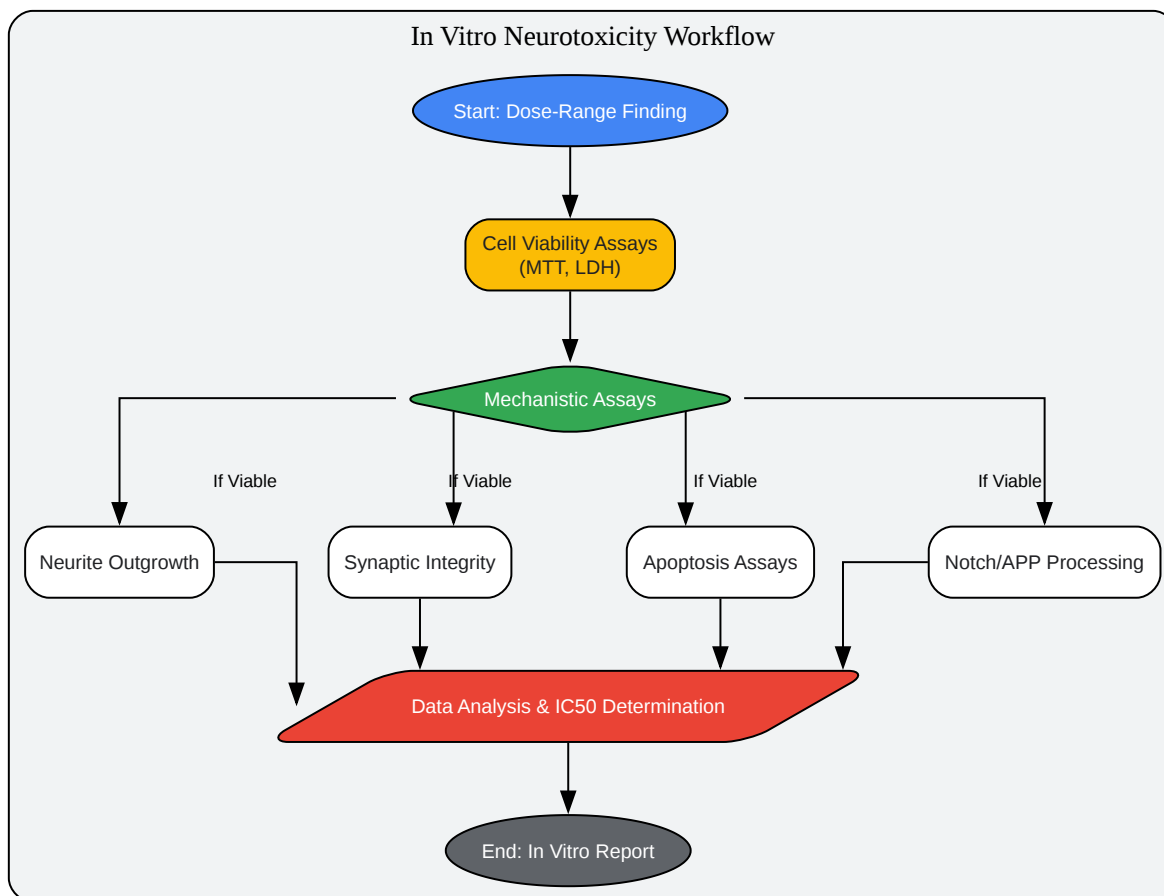 In Vitro Neurotoxicity Workflow
Start: Dose-Range Finding
Cell Viability Assays
(MTT, LDH)
Mechanistic Assays
If Viable
If Viable
If Viable
If Viable
Neurite Outgrowth
Synaptic Integrity
Apoptosis Assays
Notch/APP Processing
Data Analysis & IC50 Determination
End: In Vitro Report